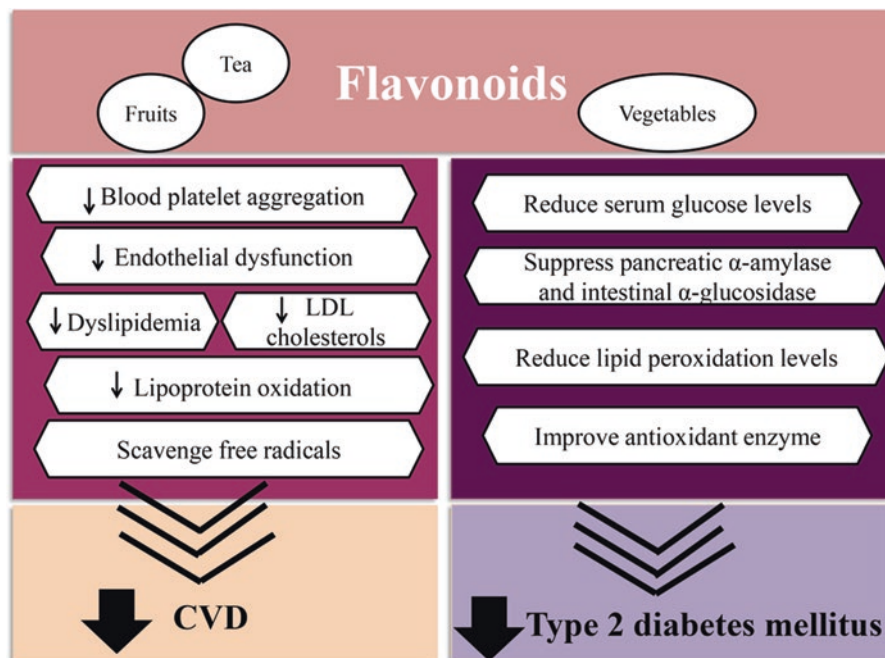 Tea
Flavonoids
Fruits
Vegetables
↓ Blood platelet aggregation
↓ Endothelial dysfunction
↓ Dyslipidemia
↓ LDL
cholesterols
↓ Lipoprotein oxidation
Scavenge free radicals
Reduce serum glucose levels
Suppress pancreatic α-amylase
and intestinal α-glucosidase
Reduce lipid peroxidation levels
Improve antioxidant enzyme
CVD
Type 2 diabetes mellitus